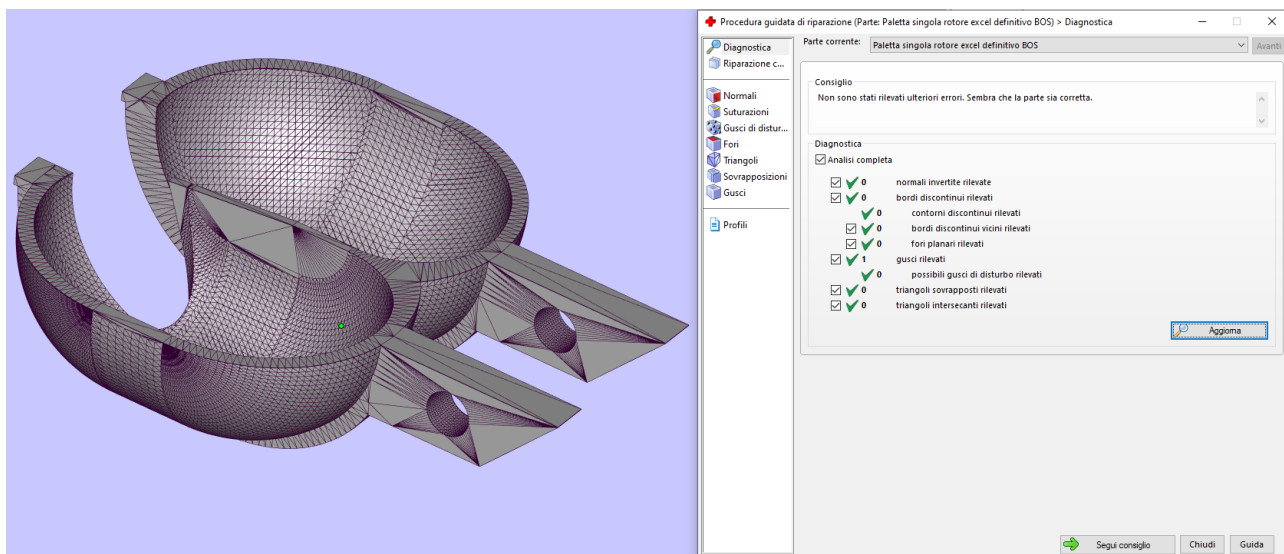 Procedura guidata di riparazione (Parte: Paletta singola rotore excel definitivo BOS) > Diagnostica
Diagnostica
Riparazione c...
Normali
Suturazioni
Gusci di distur...
Fori
Triangoli
Sovrapposizioni
Gusci
Profili
Parte corrente: Paletta singola rotore excel definitivo BOS Avanti
Consiglio
Non sono stati rilevati ulteriori errori. Sembra che la parte sia corretta.
Diagnostica
Analisi completa
0 normali invertite rilevate
0 bordi discontinui rilevati
0 contorni discontinui rilevati
0 bordi discontinui vicini rilevati
0 fori planari rilevati
1 gusci rilevati
0 possibili gusci di disturbo rilevati
0 triangoli sovrapposti rilevati
0 triangoli intersecanti rilevati
Aggiorna
Segui consiglio Chiudi Guida